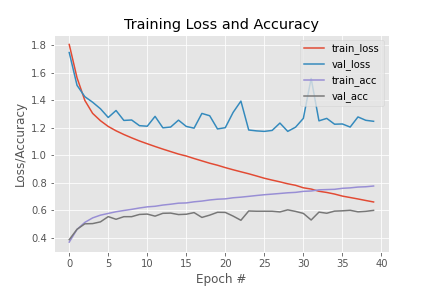 Training Loss and Accuracy
train_loss
val_loss
train_acc
val_acc
Loss/Accuracy
1.8
1.6
1.4
1.2
1.0
0.8
0.6
0.4
0 5 10 15 20 25 30 35 40
Epoch #